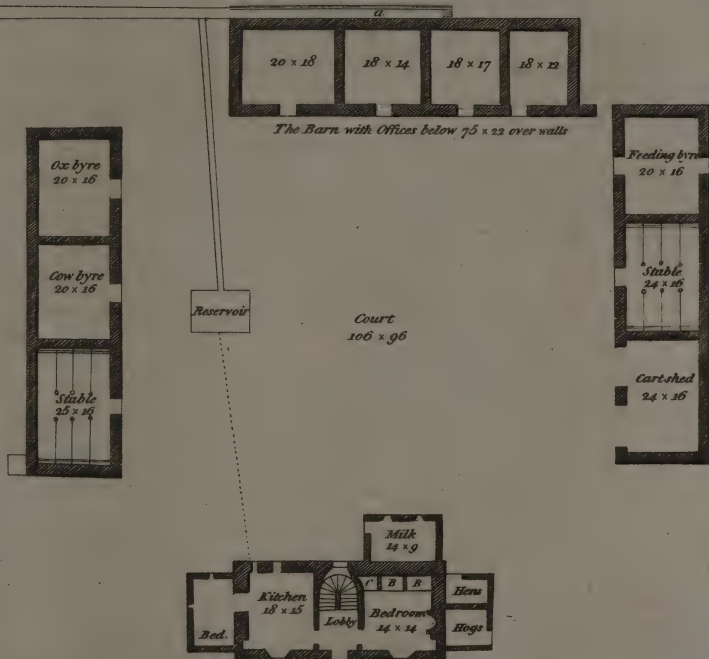 a
20 x 18
18 x 14
18 x 17
18 x 12
The Barn with Offices below 75 x 22 over walls
Ox byre
20 x 16
Cow byre
20 x 16
Stable
25 x 16
Reservoir
Court
106 x 96
Feeding byre
20 x 16
Stable
24 x 16
Cart shed
24 x 16
Milk
14 x 9
Bed.
Kitchen
18 x 15
Lobby
C B B
Bedroom
14 x 14
Hens
Hogs